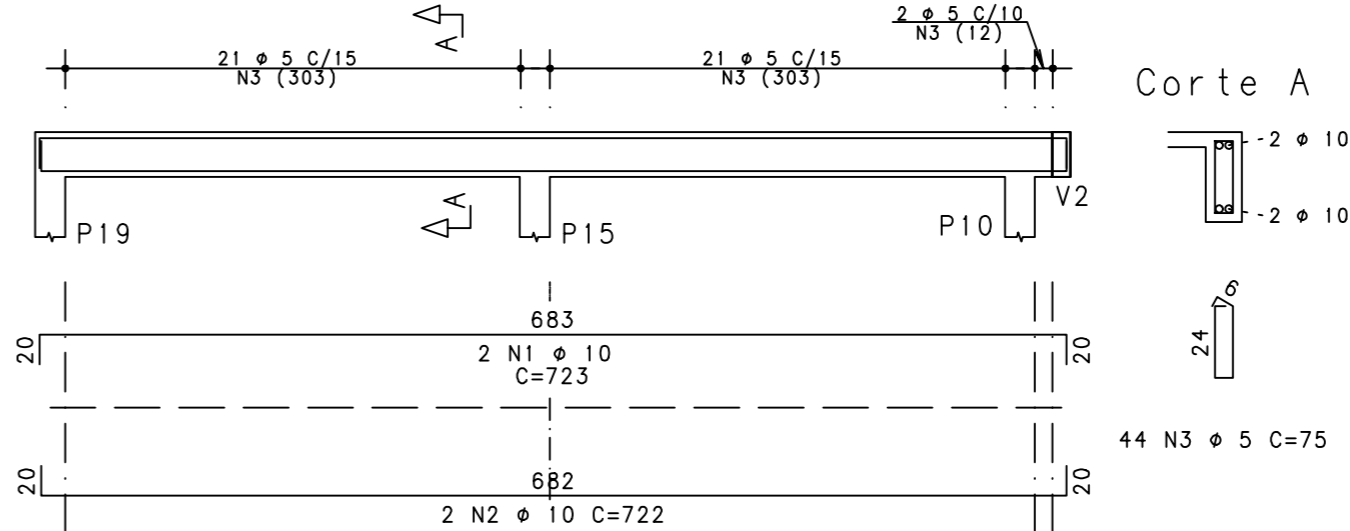 2 φ 5 C/10
N3 (12)
A
21 φ 5 C/15
N3 (303)
21 φ 5 C/15
N3 (303)
Corte A
2 φ 10
2 φ 10
A
V2
P19
P15
P10
683
20
2 N1 φ 10
20
C=723
6
24
44 N3 φ 5 C=75
20
682
20
2 N2 φ 10 C=722